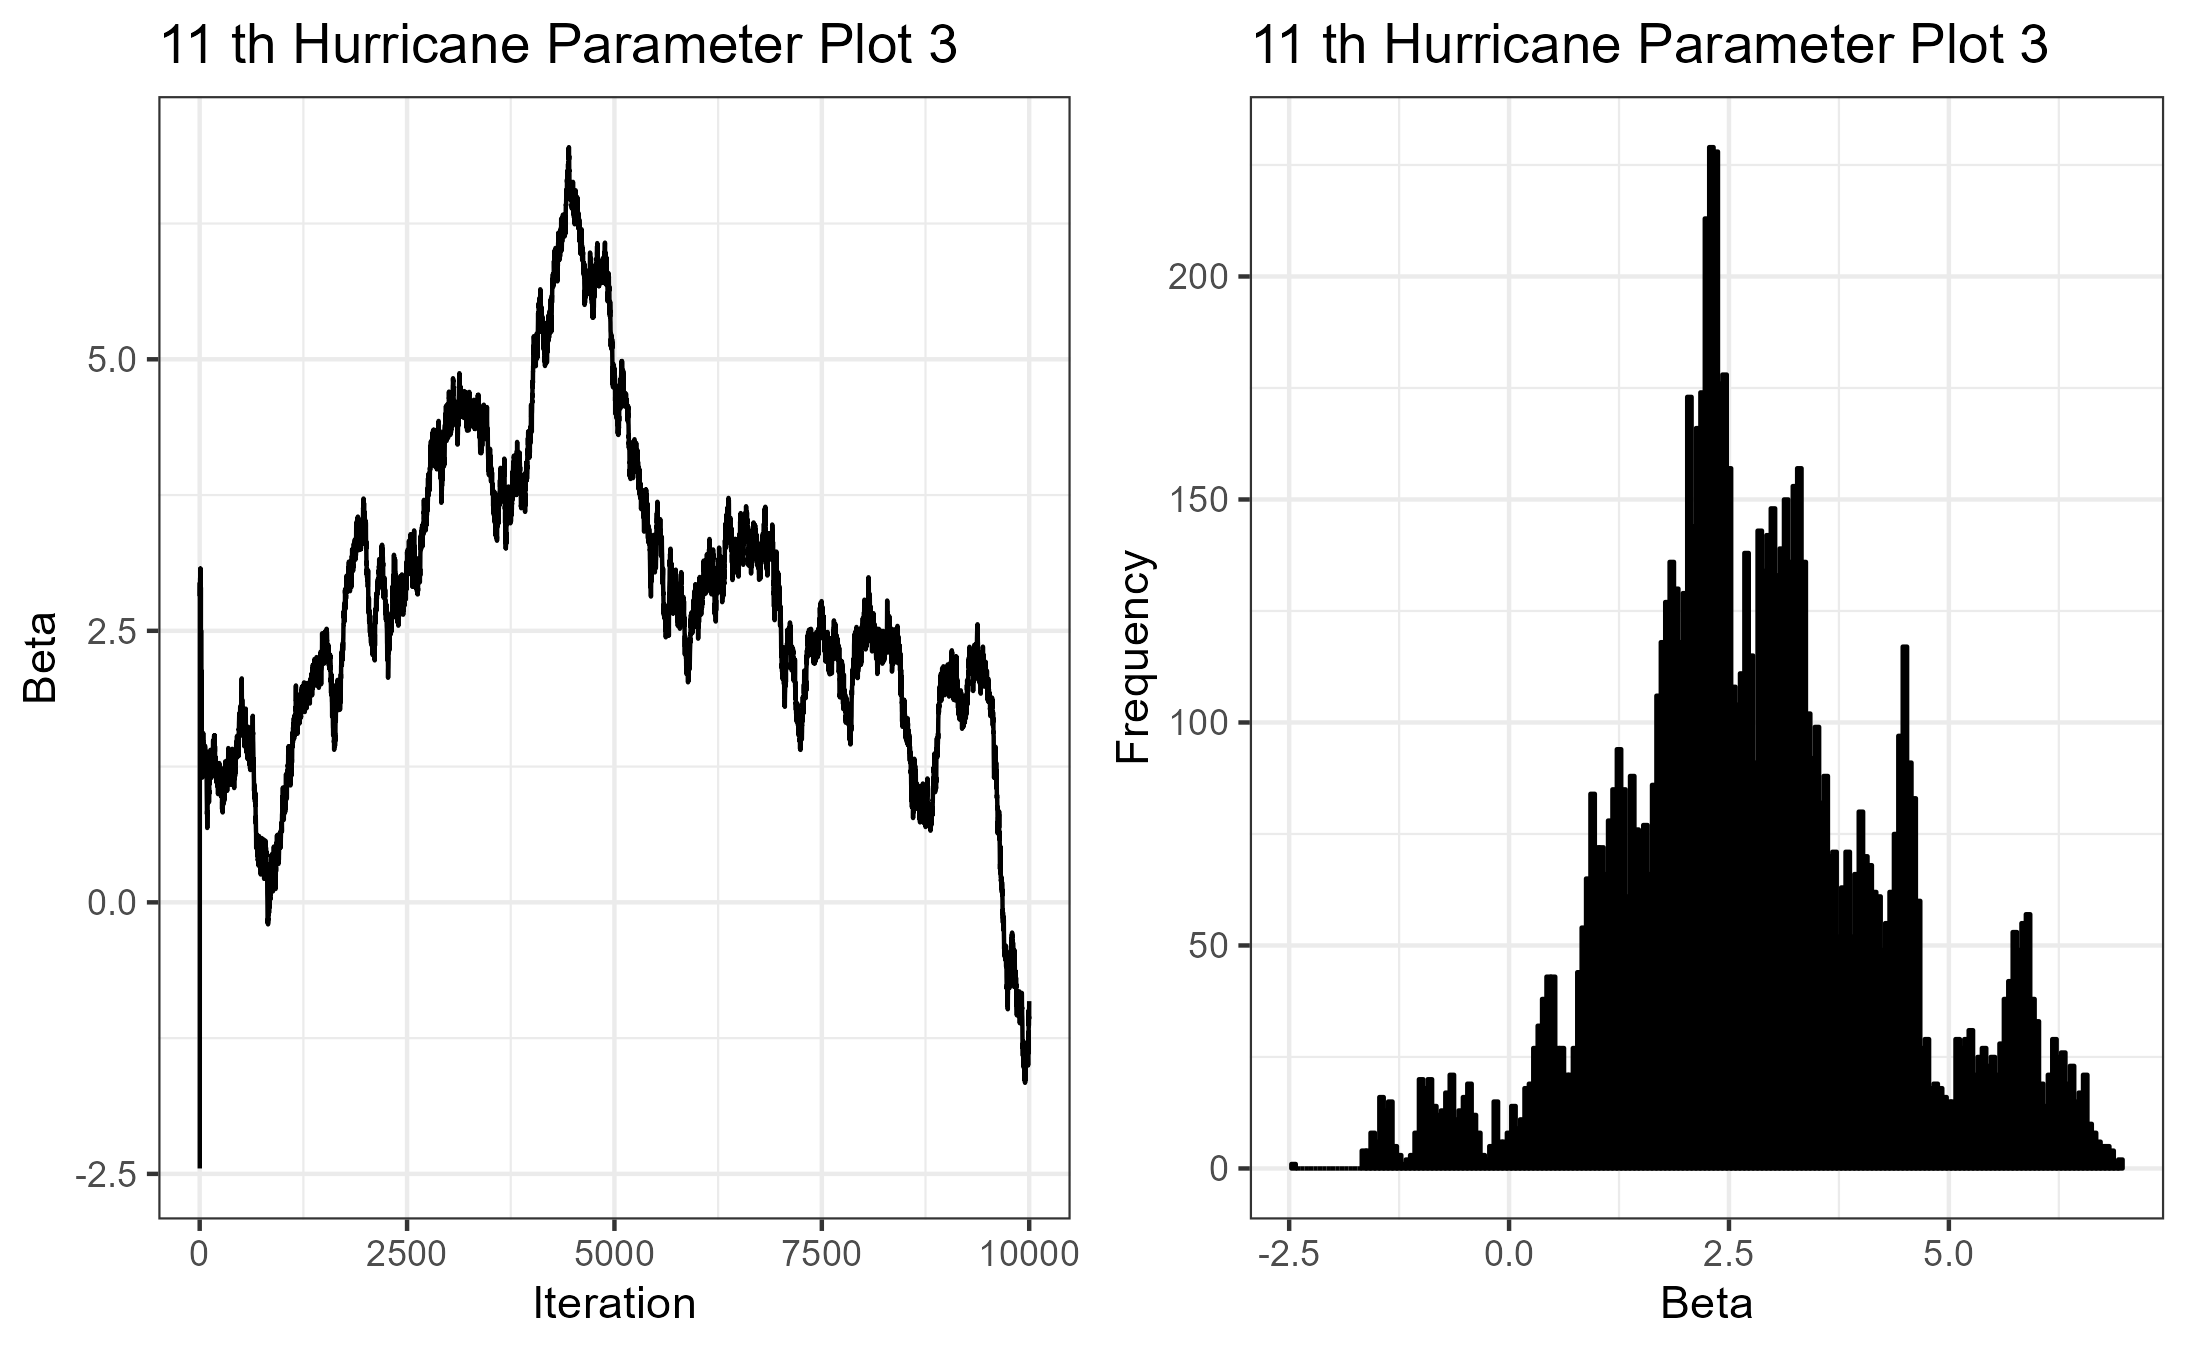 11 th Hurricane Parameter Plot 3
Beta
5.0
2.5
0.0
-2.5
0 2500 5000 7500 10000
Iteration
11 th Hurricane Parameter Plot 3
Frequency
200
150
100
50
0
-2.5 0.0 2.5 5.0
Beta